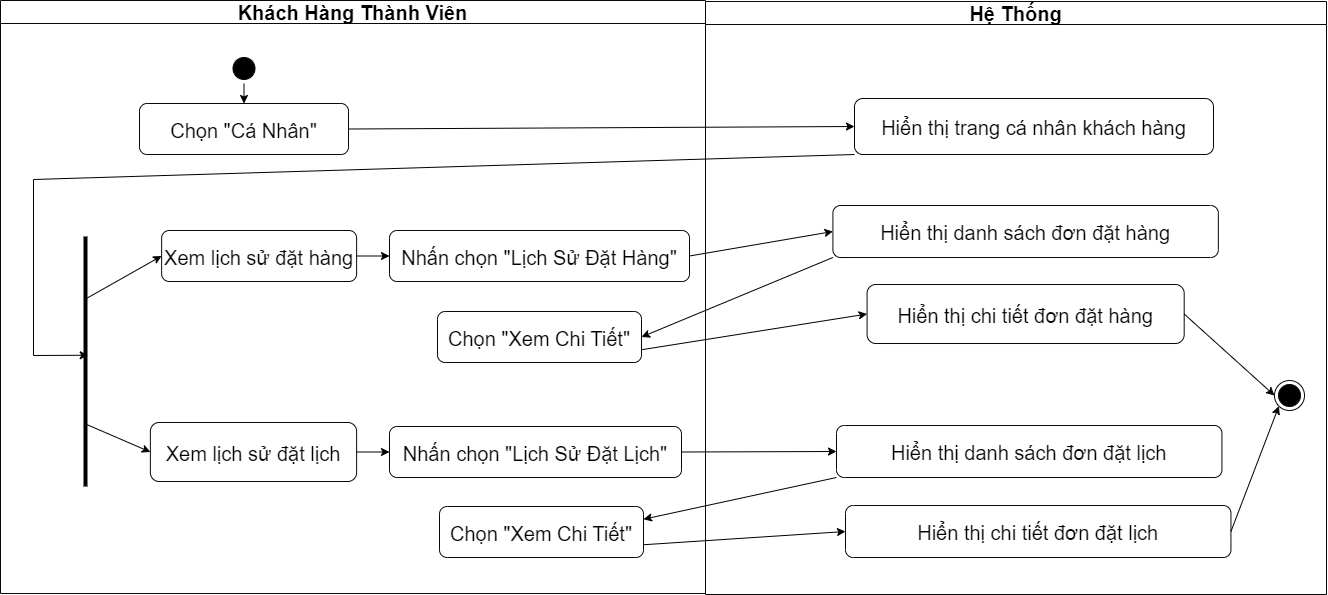 Khách Hàng Thành Viên
Hệ Thống
Chọn "Cá Nhân"
Hiển thị trang cá nhân khách hàng
Xem lịch sử đặt hàng
Nhấn chọn "Lịch Sử Đặt Hàng"
Hiển thị danh sách đơn đặt hàng
Chọn "Xem Chi Tiết"
Hiển thị chi tiết đơn đặt hàng
Xem lịch sử đặt lịch
Nhấn chọn "Lịch Sử Đặt Lịch"
Hiển thị danh sách đơn đặt lịch
Chọn "Xem Chi Tiết"
Hiển thị chi tiết đơn đặt lịch